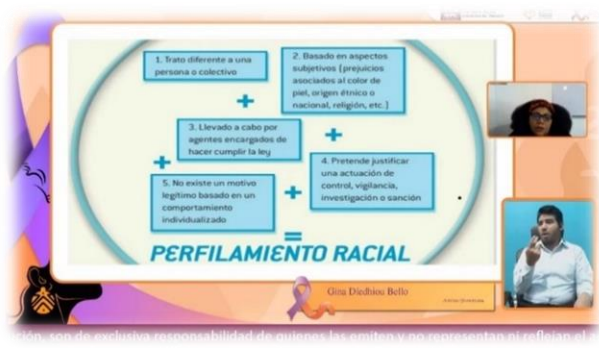 1. Trato diferente a una
persona o colectivo
2. Basado en aspectos
subjetivos (prejuicios
asociados al color de
piel, origen étnico o
nacional, religión, etc.)
3. Llevado a cabo por
agentes encargados de
hacer cumplir la ley
4. Pretende justificar
una actuación de
control, vigilancia,
investigación o sanción
5. No existe un motivo
legítimo basado en un
comportamiento
individualizado
+
+
+
+
=
PERFILAMIENTO RACIAL
Gina Diedhiou Bello
ción, son de exclusiva responsabilidad de quienes las emiten y no representan ni reflejan el